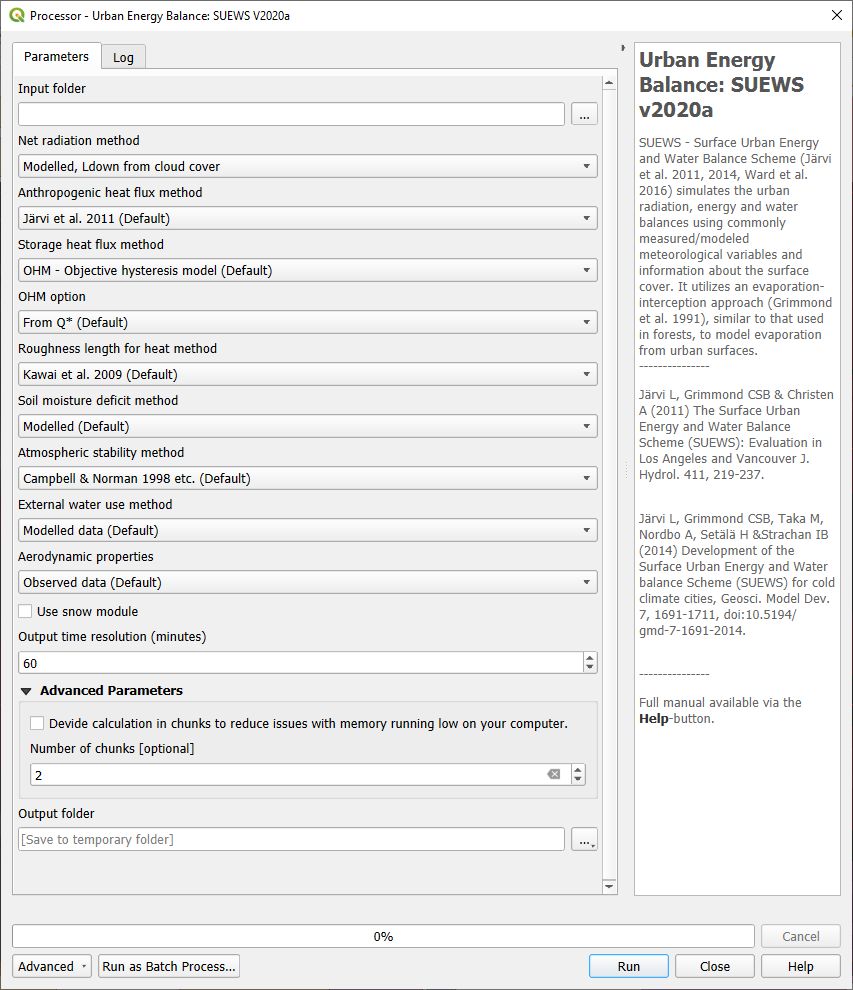 Processor - Urban Energy Balance: SUEWS V2020a
Parameters
Log
Input folder
...
Net radiation method
Modelled, Ldown from cloud cover
Anthropogenic heat flux method
Järvi et al. 2011 (Default)
Storage heat flux method
OHM - Objective hysteresis model (Default)
OHM option
From Q* (Default)
Roughness length for heat method
Kawai et al. 2009 (Default)
Soil moisture deficit method
Modelled (Default)
Atmospheric stability method
Campbell & Norman 1998 etc. (Default)
External water use method
Modelled data (Default)
Aerodynamic properties
Observed data (Default)
Use snow module
Output time resolution (minutes)
60
Advanced Parameters
Devide calculation in chunks to reduce issues with memory running low on your computer.
Number of chunks [optional]
2
Output folder
[Save to temporary folder]
...
Urban Energy
Balance: SUEWS
v2020a
SUEWS - Surface Urban Energy
and Water Balance Scheme (Järvi
et al. 2011, 2014, Ward et al.
2016) simulates the urban
radiation, energy and water
balances using commonly
measured/modeled
meteorological variables and
information about the surface
cover. It utilizes an evaporation-
interception approach (Grimmond
et al. 1991), similar to that used
in forests, to model evaporation
from urban surfaces.
---------------
Järvi L, Grimmond CSB & Christen
A (2011) The Surface Urban
Energy and Water Balance
Scheme (SUEWS): Evaluation in
Los Angeles and Vancouver J.
Hydrol. 411, 219-237.
Järvi L, Grimmond CSB, Taka M,
Nordbo A, Setälä H &Strachan IB
(2014) Development of the
Surface Urban Energy and Water
balance Scheme (SUEWS) for cold
climate cities, Geosci. Model Dev.
7, 1691-1711, doi:10.5194/
gmd-7-1691-2014.
---------------
Full manual available via the
Help-button.
0%
Cancel
Advanced
Run as Batch Process...
Run
Close
Help